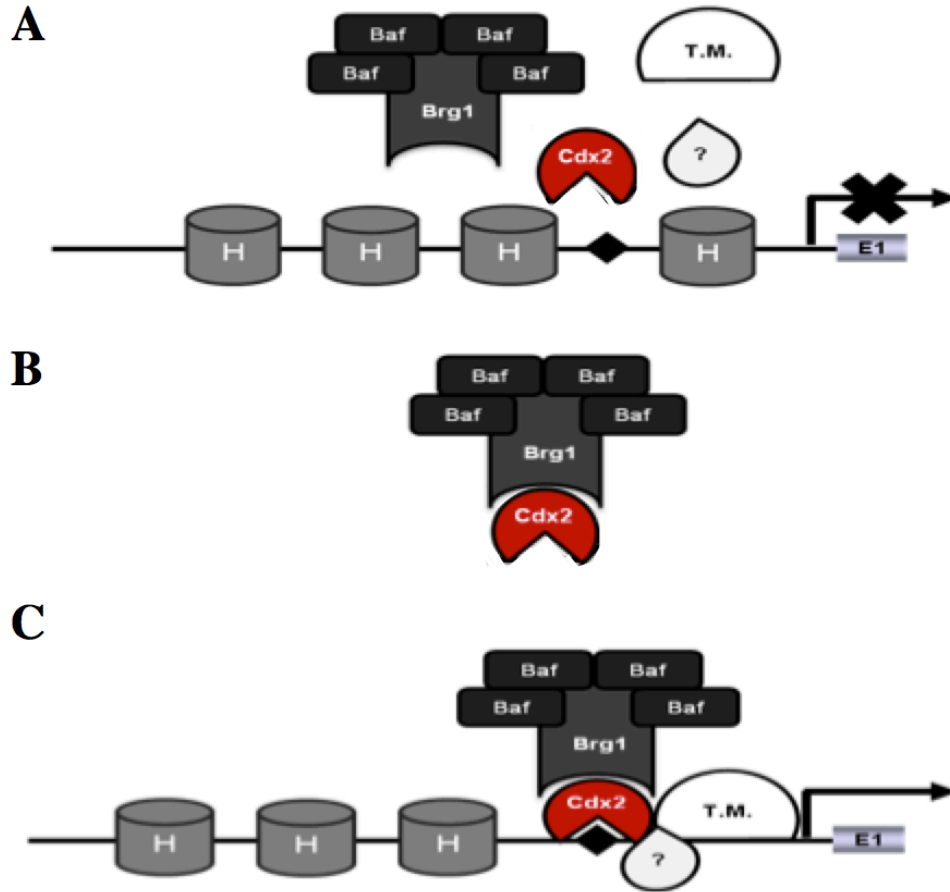 A
Baf Baf
Baf Baf
T.M.
Brg1
Cdx2
?
H H H H
E1
B
Baf Baf
Baf Baf
Brg1
Cdx2
C
Baf Baf
Baf Baf
Brg1
Cdx2
T.M.
H H H
?
E1